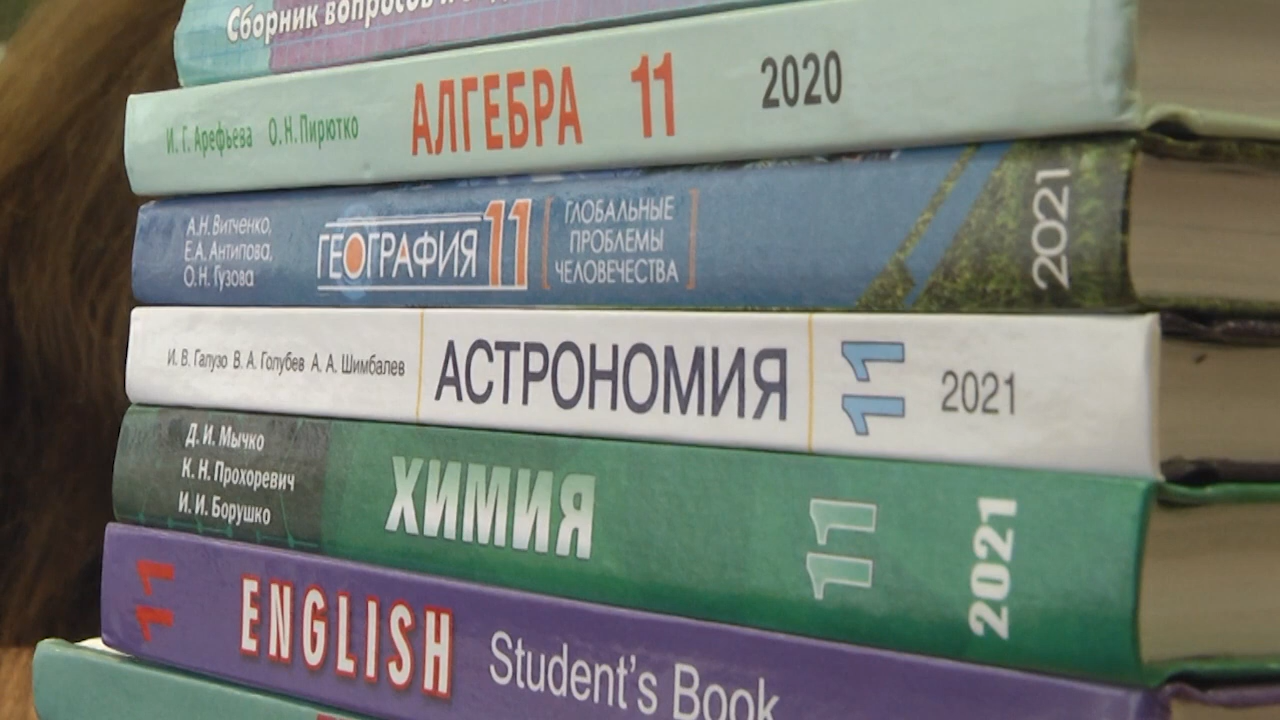 Сборник вопросов и
И. Г. Арефьева О. Н. Пирютко АЛГЕБРА 11 2020
А.Н. Витченко,
Е.А. Антипова,
О.Н. Гузова
ГЕОГРАФИЯ 11
ГЛОБАЛЬНЫЕ
ПРОБЛЕМЫ
ЧЕЛОВЕЧЕСТВА
2021
И. В. Галузо В. А. Голубев А. А. Шимбалев АСТРОНОМИЯ 11 2021
Д. И. Мычко
К. Н. Прохоревич
И. И. Борушко
ХИМИЯ 11 2021
11 ENGLISH Student's Book